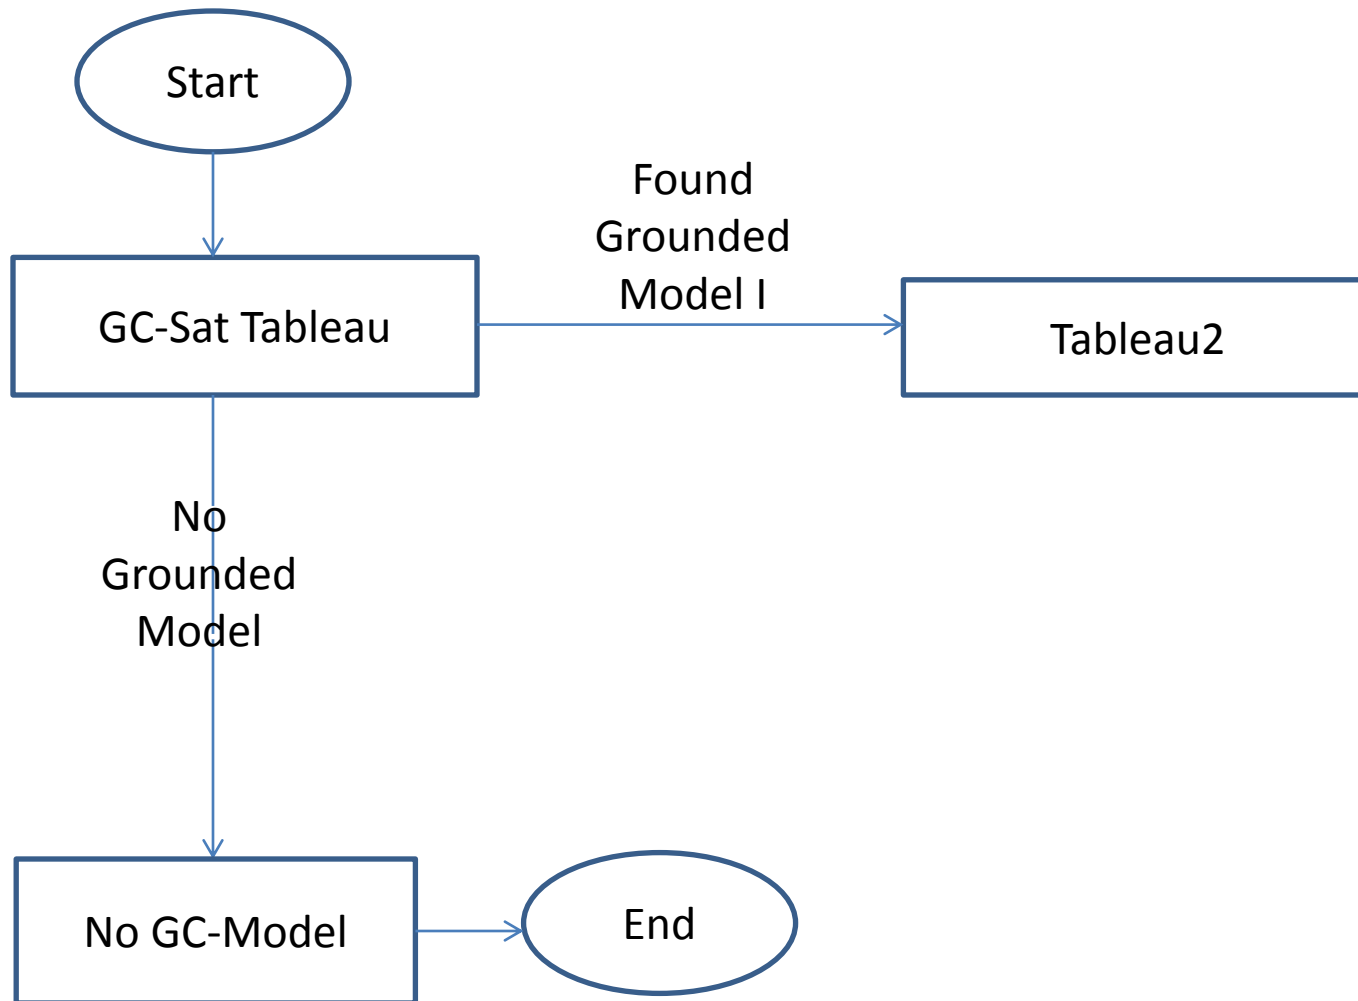 Start
Found
Grounded
Model I
GC-Sat Tableau
Tableau2
No
Grounded
Model
No GC-Model
End